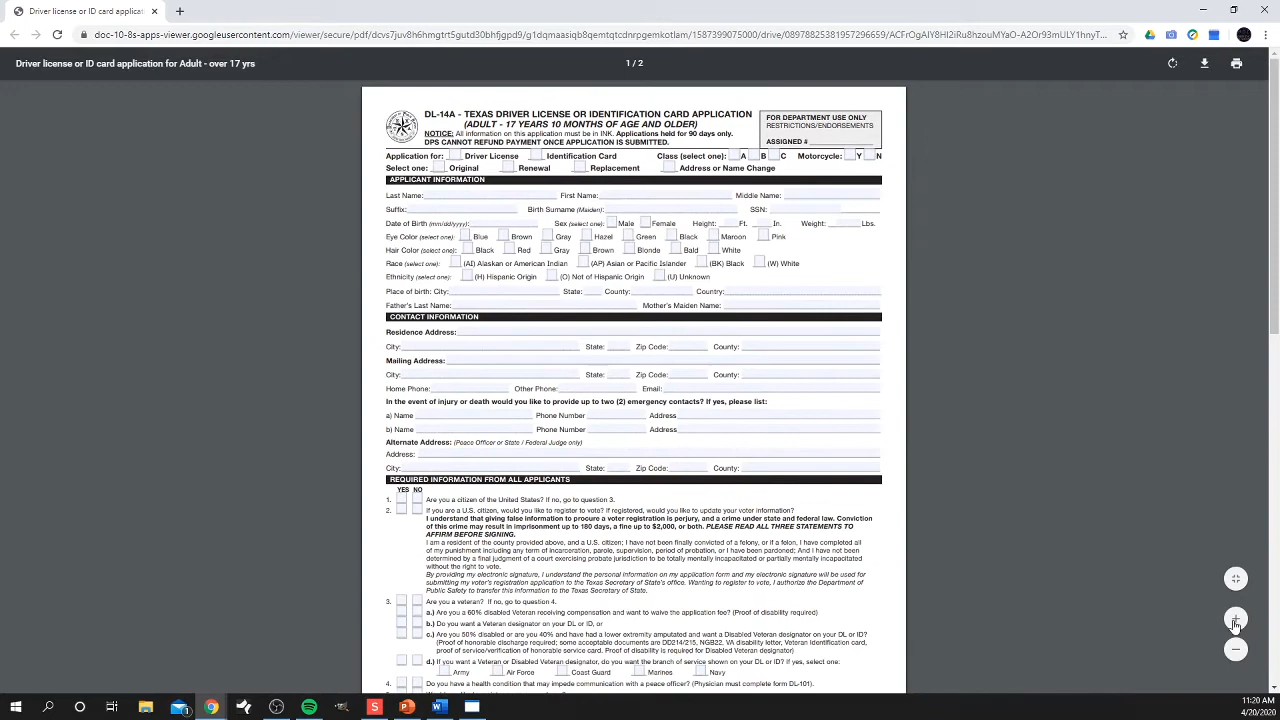 Driver license or ID card applicati
doc-10-8s-apps-viewer.googleusercontent.com/viewer/secure/pdf/
Driver license or ID card application for Adult - over 17 yrs
1 / 2
DL-14A - TEXAS DRIVER LICENSE OR IDENTIFICATION CARD APPLICATION
(ADULT - 17 YEARS 10 MONTHS OF AGE AND OLDER)
NOTICE: All information on this application must be in INK. Applications held for 90 days only.
DPS CANNOT REFUND PAYMENT ONCE APPLICATION IS SUBMITTED.
FOR DEPARTMENT USE ONLY
RESTRICTIONS/ENDORSEMENTS
ASSIGNED #
Application for: Driver License Identification Card Class (select one): A B C Motorcycle: Y N
Select one: Original Renewal Replacement Address or Name Change
APPLICANT INFORMATION
Last Name: First Name: Middle Name:
Suffix: Birth Surname (Maiden): SSN:
Date of Birth (mm/dd/yyyy): Sex (select one): Male Female Height: Ft. In. Weight: Lbs.
Eye Color (select one): Blue Brown Gray Hazel Green Black Maroon Pink
Hair Color (select one): Black Red Gray Brown Blonde Bald White
Race (select one): (AI) Alaskan or American Indian (AP) Asian or Pacific Islander (BK) Black (W) White
Ethnicity (select one): (H) Hispanic Origin (O) Not of Hispanic Origin (U) Unknown
Place of birth: City: State: County: Country:
Father's Last Name: Mother's Maiden Name:
CONTACT INFORMATION
Residence Address:
City: State: Zip Code: County:
Mailing Address:
City: State: Zip Code: County:
Home Phone: Other Phone: Email:
In the event of injury or death would you like to provide up to two (2) emergency contacts? If yes, please list:
a) Name Phone Number Address
b) Name Phone Number Address
Alternate Address: (Peace Officer or State / Federal Judge only)
Address:
City: State: Zip Code: County:
REQUIRED INFORMATION FROM ALL APPLICANTS
YES NO
1. Are you a citizen of the United States? If no, go to question 3.
2. If you are a U.S. citizen, would you like to register to vote? If registered, would you like to update your voter information?
I understand that giving false information to procure a voter registration is perjury, and a crime under state and federal law. Conviction
of this crime may result in imprisonment up to 180 days, a fine up to $2,000, or both. PLEASE READ ALL THREE STATEMENTS TO
AFFIRM BEFORE SIGNING.
I am a resident of the county provided above, and a U.S. citizen; I have not been finally convicted of a felony, or if a felon, I have completed all
of my punishment including any term of incarceration, parole, supervision, period of probation, or I have been pardoned; And I have not been
determined by a final judgment of a court exercising probate jurisdiction to be totally mentally incapacitated or partially mentally incapacitated
without the right to vote.
By providing my electronic signature, I understand the personal information on my application form and my electronic signature will be used for
submitting my voter's registration application to the Texas Secretary of State's office. Wanting to register to vote, I authorize the Department of
Public Safety to transfer this information to the Texas Secretary of State.
3. Are you a veteran? If no, go to question 4.
a.) Are you a 60% disabled Veteran receiving compensation and want to waive the application fee? (Proof of disability required)
b.) Do you want a Veteran designator on your DL or ID, or
c.) Are you 50% disabled or are you 40% and have had a lower extremity amputated and want a Disabled Veteran designator on your DL or ID?
(Proof of honorable discharge required; some acceptable documents are DD214/215, NGB22, VA disability letter, Veteran Identification card,
proof of service/verification of honorable service card. Proof of disability is required for Disabled Veteran designator)
d.) If you want a Veteran or Disabled Veteran designator, do you want the branch of service shown on your DL or ID? If yes, select one:
Army Air Force Coast Guard Marines Navy
4. Do you have a health condition that may impede communication with a peace officer? (Physician must complete form DL-101).
11:20 AM
4/20/2020